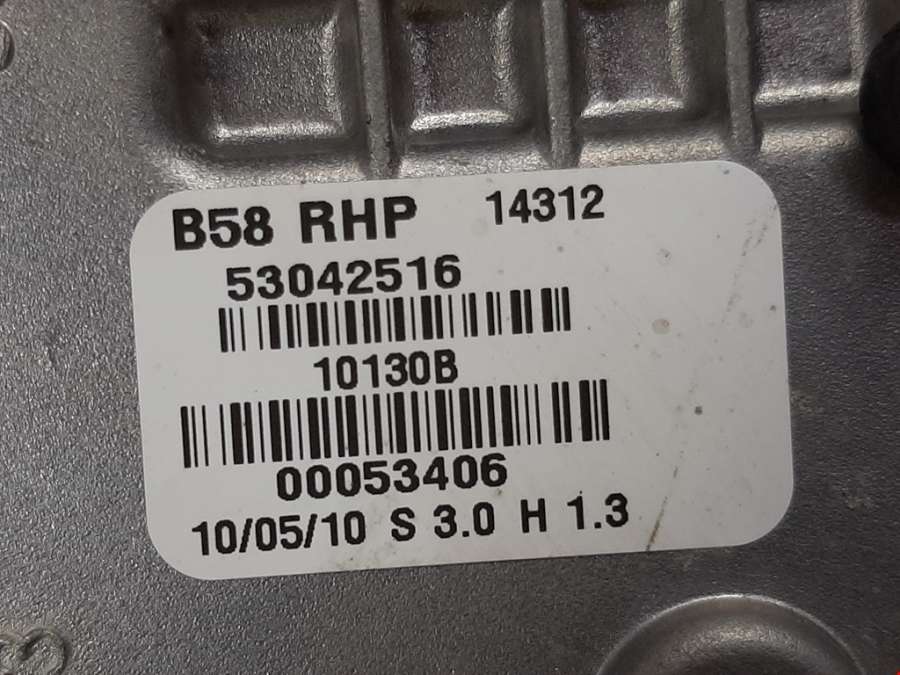 B58 RHP 14312
53042516
10130B
00053406
10/05/10 S 3.0 H 1.3